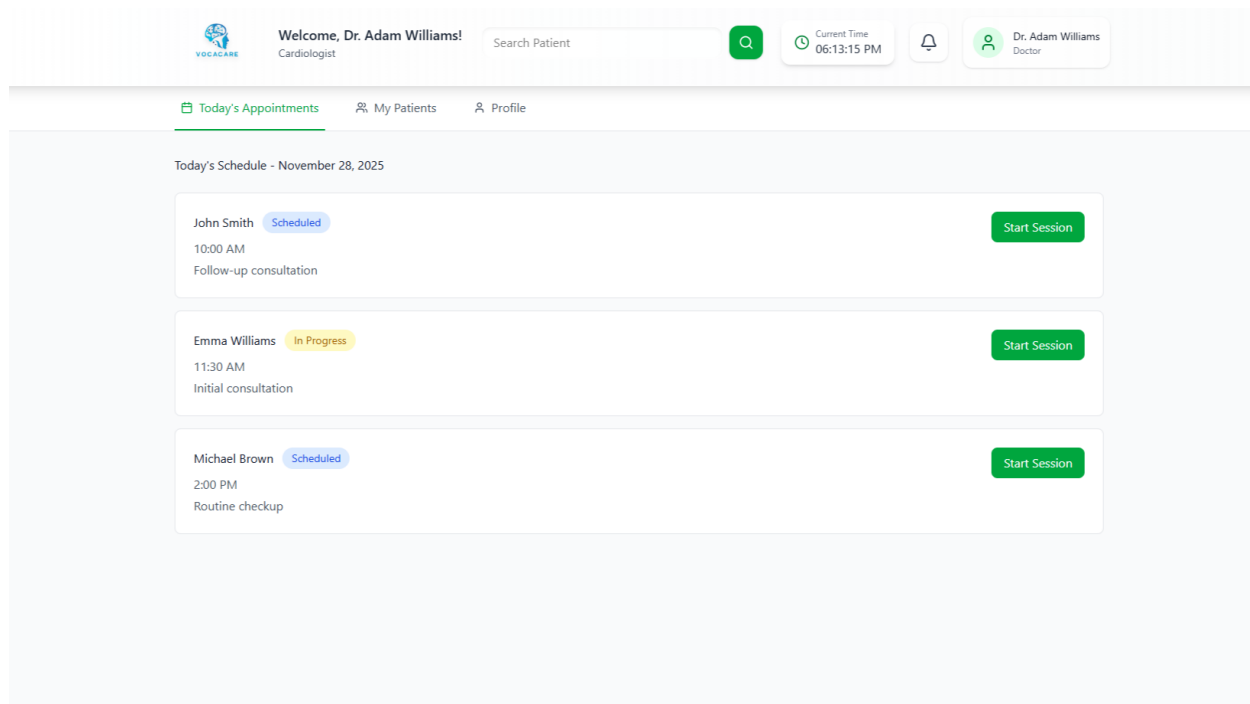 VOCACARE
Welcome, Dr. Adam Williams!
Cardiologist
Search Patient
Current Time
06:13:15 PM
Dr. Adam Williams
Doctor
Today's Appointments
My Patients
Profile
Today's Schedule - November 28, 2025
John Smith Scheduled
Start Session
10:00 AM
Follow-up consultation
Emma Williams In Progress
Start Session
11:30 AM
Initial consultation
Michael Brown Scheduled
Start Session
2:00 PM
Routine checkup